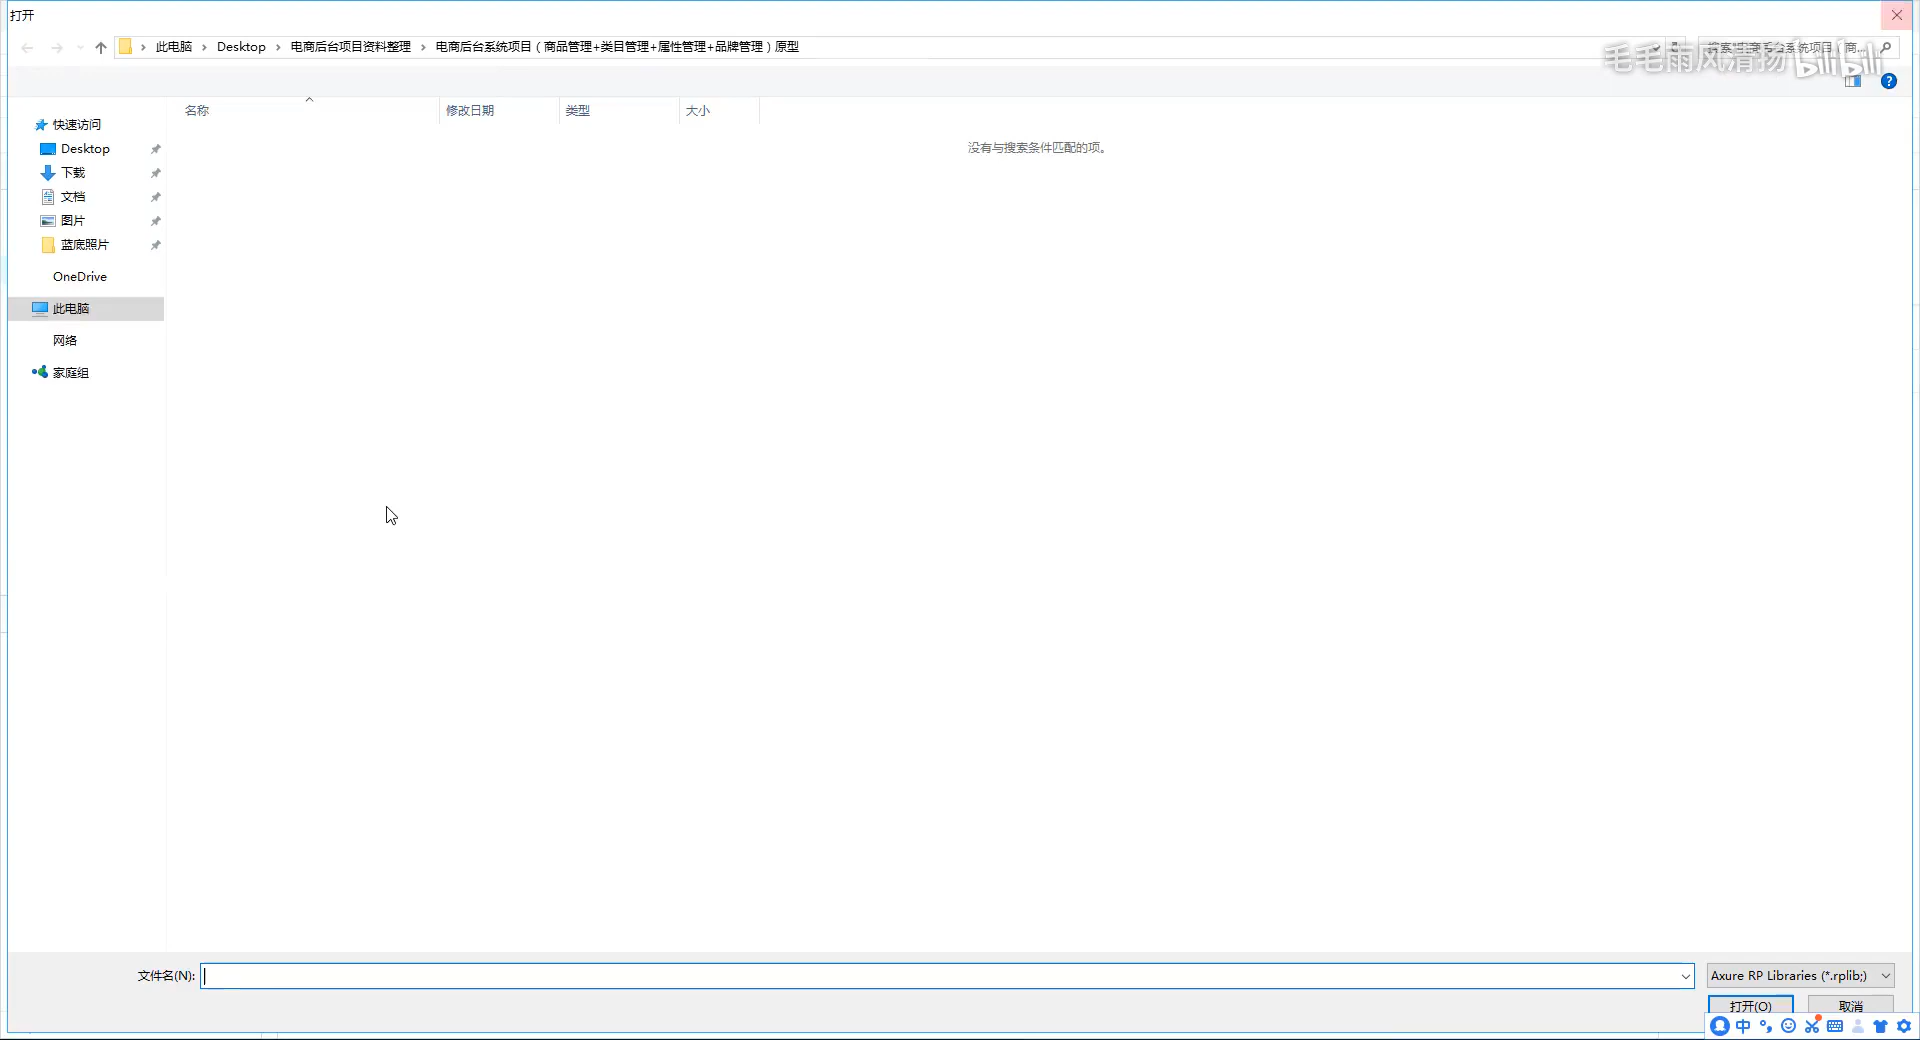 打开
此电脑 › Desktop › 电商后台项目资料整理 › 电商后台系统项目（商品管理+类目管理+属性管理+品牌管理）原型
毛毛雨风清扬 bilibili
名称 修改日期 类型 大小
没有与搜索条件匹配的项。
快速访问
Desktop
下载
文档
图片
蓝底照片
OneDrive
此电脑
网络
家庭组
文件名(N):
Axure RP Libraries (*.rplib;)
打开(O) 取消
中